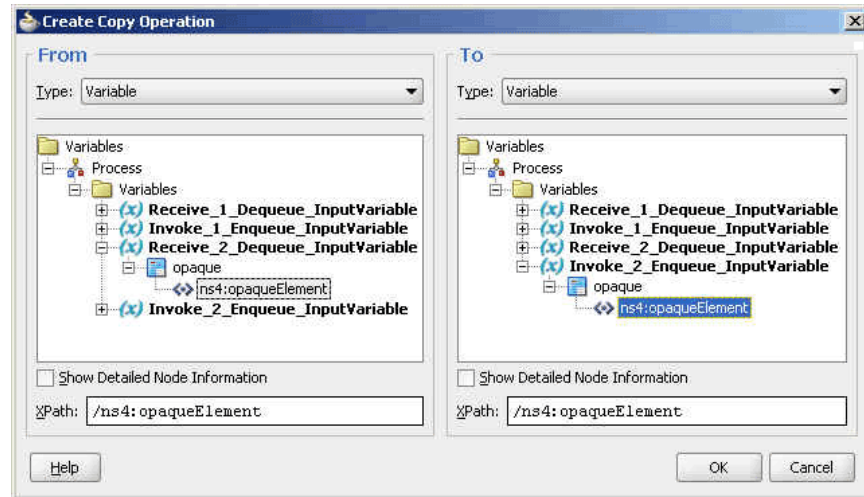 Create Copy Operation
From
Type: Variable
Variables
Process
Variables
(x) Receive_1_Dequeue_InputVariable
(x) Invoke_1_Enqueue_InputVariable
(x) Receive_2_Dequeue_InputVariable
opaque
ns4:opaqueElement
(x) Invoke_2_Enqueue_InputVariable
Show Detailed Node Information
XPath: /ns4:opaqueElement
To
Type: Variable
Variables
Process
Variables
(x) Receive_1_Dequeue_InputVariable
(x) Invoke_1_Enqueue_InputVariable
(x) Receive_2_Dequeue_InputVariable
(x) Invoke_2_Enqueue_InputVariable
opaque
ns4:opaqueElement
Show Detailed Node Information
XPath: /ns4:opaqueElement
Help
OK
Cancel